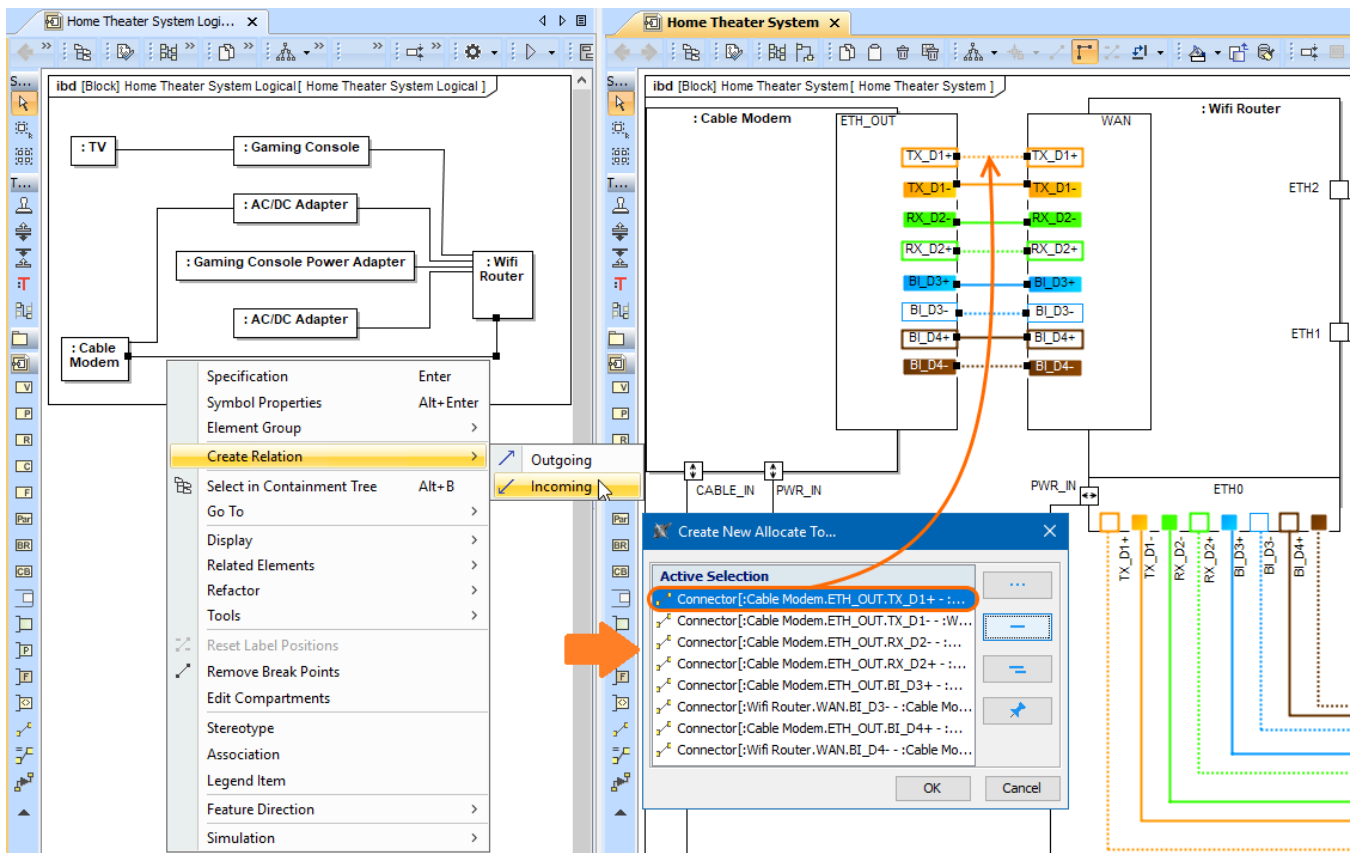 Home Theater System Logi...
S...
T...
ibd [Block] Home Theater System Logical[ Home Theater System Logical ]
: TV
: Gaming Console
: AC/DC Adapter
: Gaming Console Power Adapter
: Wifi
Router
: AC/DC Adapter
: Cable
Modem
:T
V
P
R
C
F
Par
BR
CB
P
F
Specification Enter
Symbol Properties Alt+Enter
Element Group
Create Relation
Select in Containment Tree Alt+B
Go To
Display
Related Elements
Refactor
Tools
Reset Label Positions
Remove Break Points
Edit Compartments
Stereotype
Association
Legend Item
Feature Direction
Simulation
Outgoing
Incoming
Home Theater System
S...
T...
ibd [Block] Home Theater System[ Home Theater System ]
: Cable Modem
ETH_OUT
WAN
: Wifi Router
TX_D1+ TX_D1+
TX_D1- TX_D1-
RX_D2- RX_D2-
RX_D2+ RX_D2+
BI_D3+ BI_D3+
BI_D3- BI_D3-
BI_D4+ BI_D4+
BI_D4- BI_D4-
ETH2
ETH1
:T
V
P
R
C
F
Par
BR
CB
P
F
CABLE_IN
PWR_IN
PWR_IN
ETH0
TX_D1+
TX_D1-
RX_D2-
RX_D2+
BI_D3+
BI_D3-
BI_D4+
Create New Allocate To...
Active Selection
Connector[:Cable Modem.ETH_OUT.TX_D1+ - :...
Connector[:Cable Modem.ETH_OUT.TX_D1- - :W...
Connector[:Cable Modem.ETH_OUT.RX_D2- - :...
Connector[:Cable Modem.ETH_OUT.RX_D2+ - :...
Connector[:Cable Modem.ETH_OUT.BI_D3+ - :...
Connector[:Wifi Router.WAN.BI_D3- - :Cable Mo...
Connector[:Cable Modem.ETH_OUT.BI_D4+ - :...
Connector[:Wifi Router.WAN.BI_D4- - :Cable Mo...
...
OK
Cancel